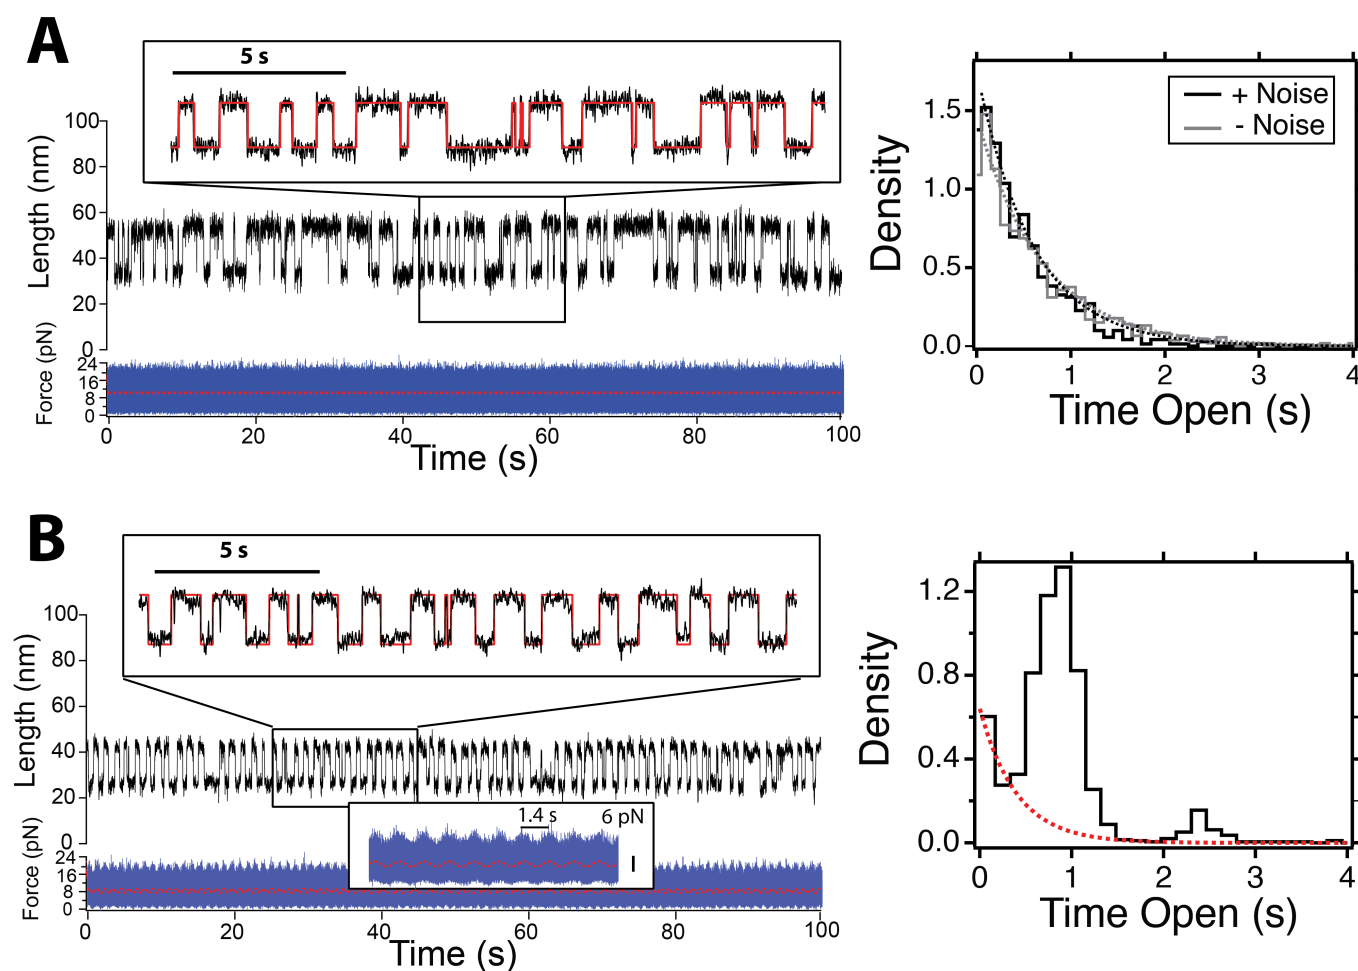 A
5 s
100
80
60
40
20
0
Length (nm)
24
16
8
0
Force (pN)
0
20
40
60
80
100
Time (s)
+ Noise
- Noise
1.5
1.0
0.5
0.0
Density
0
1
2
3
4
Time Open (s)
B
5 s
100
80
60
40
20
0
Length (nm)
1.4 s
6 pN
24
16
8
0
Force (pN)
0
20
40
60
80
100
Time (s)
1.2
0.8
0.4
0.0
Density
0
1
2
3
4
Time Open (s)